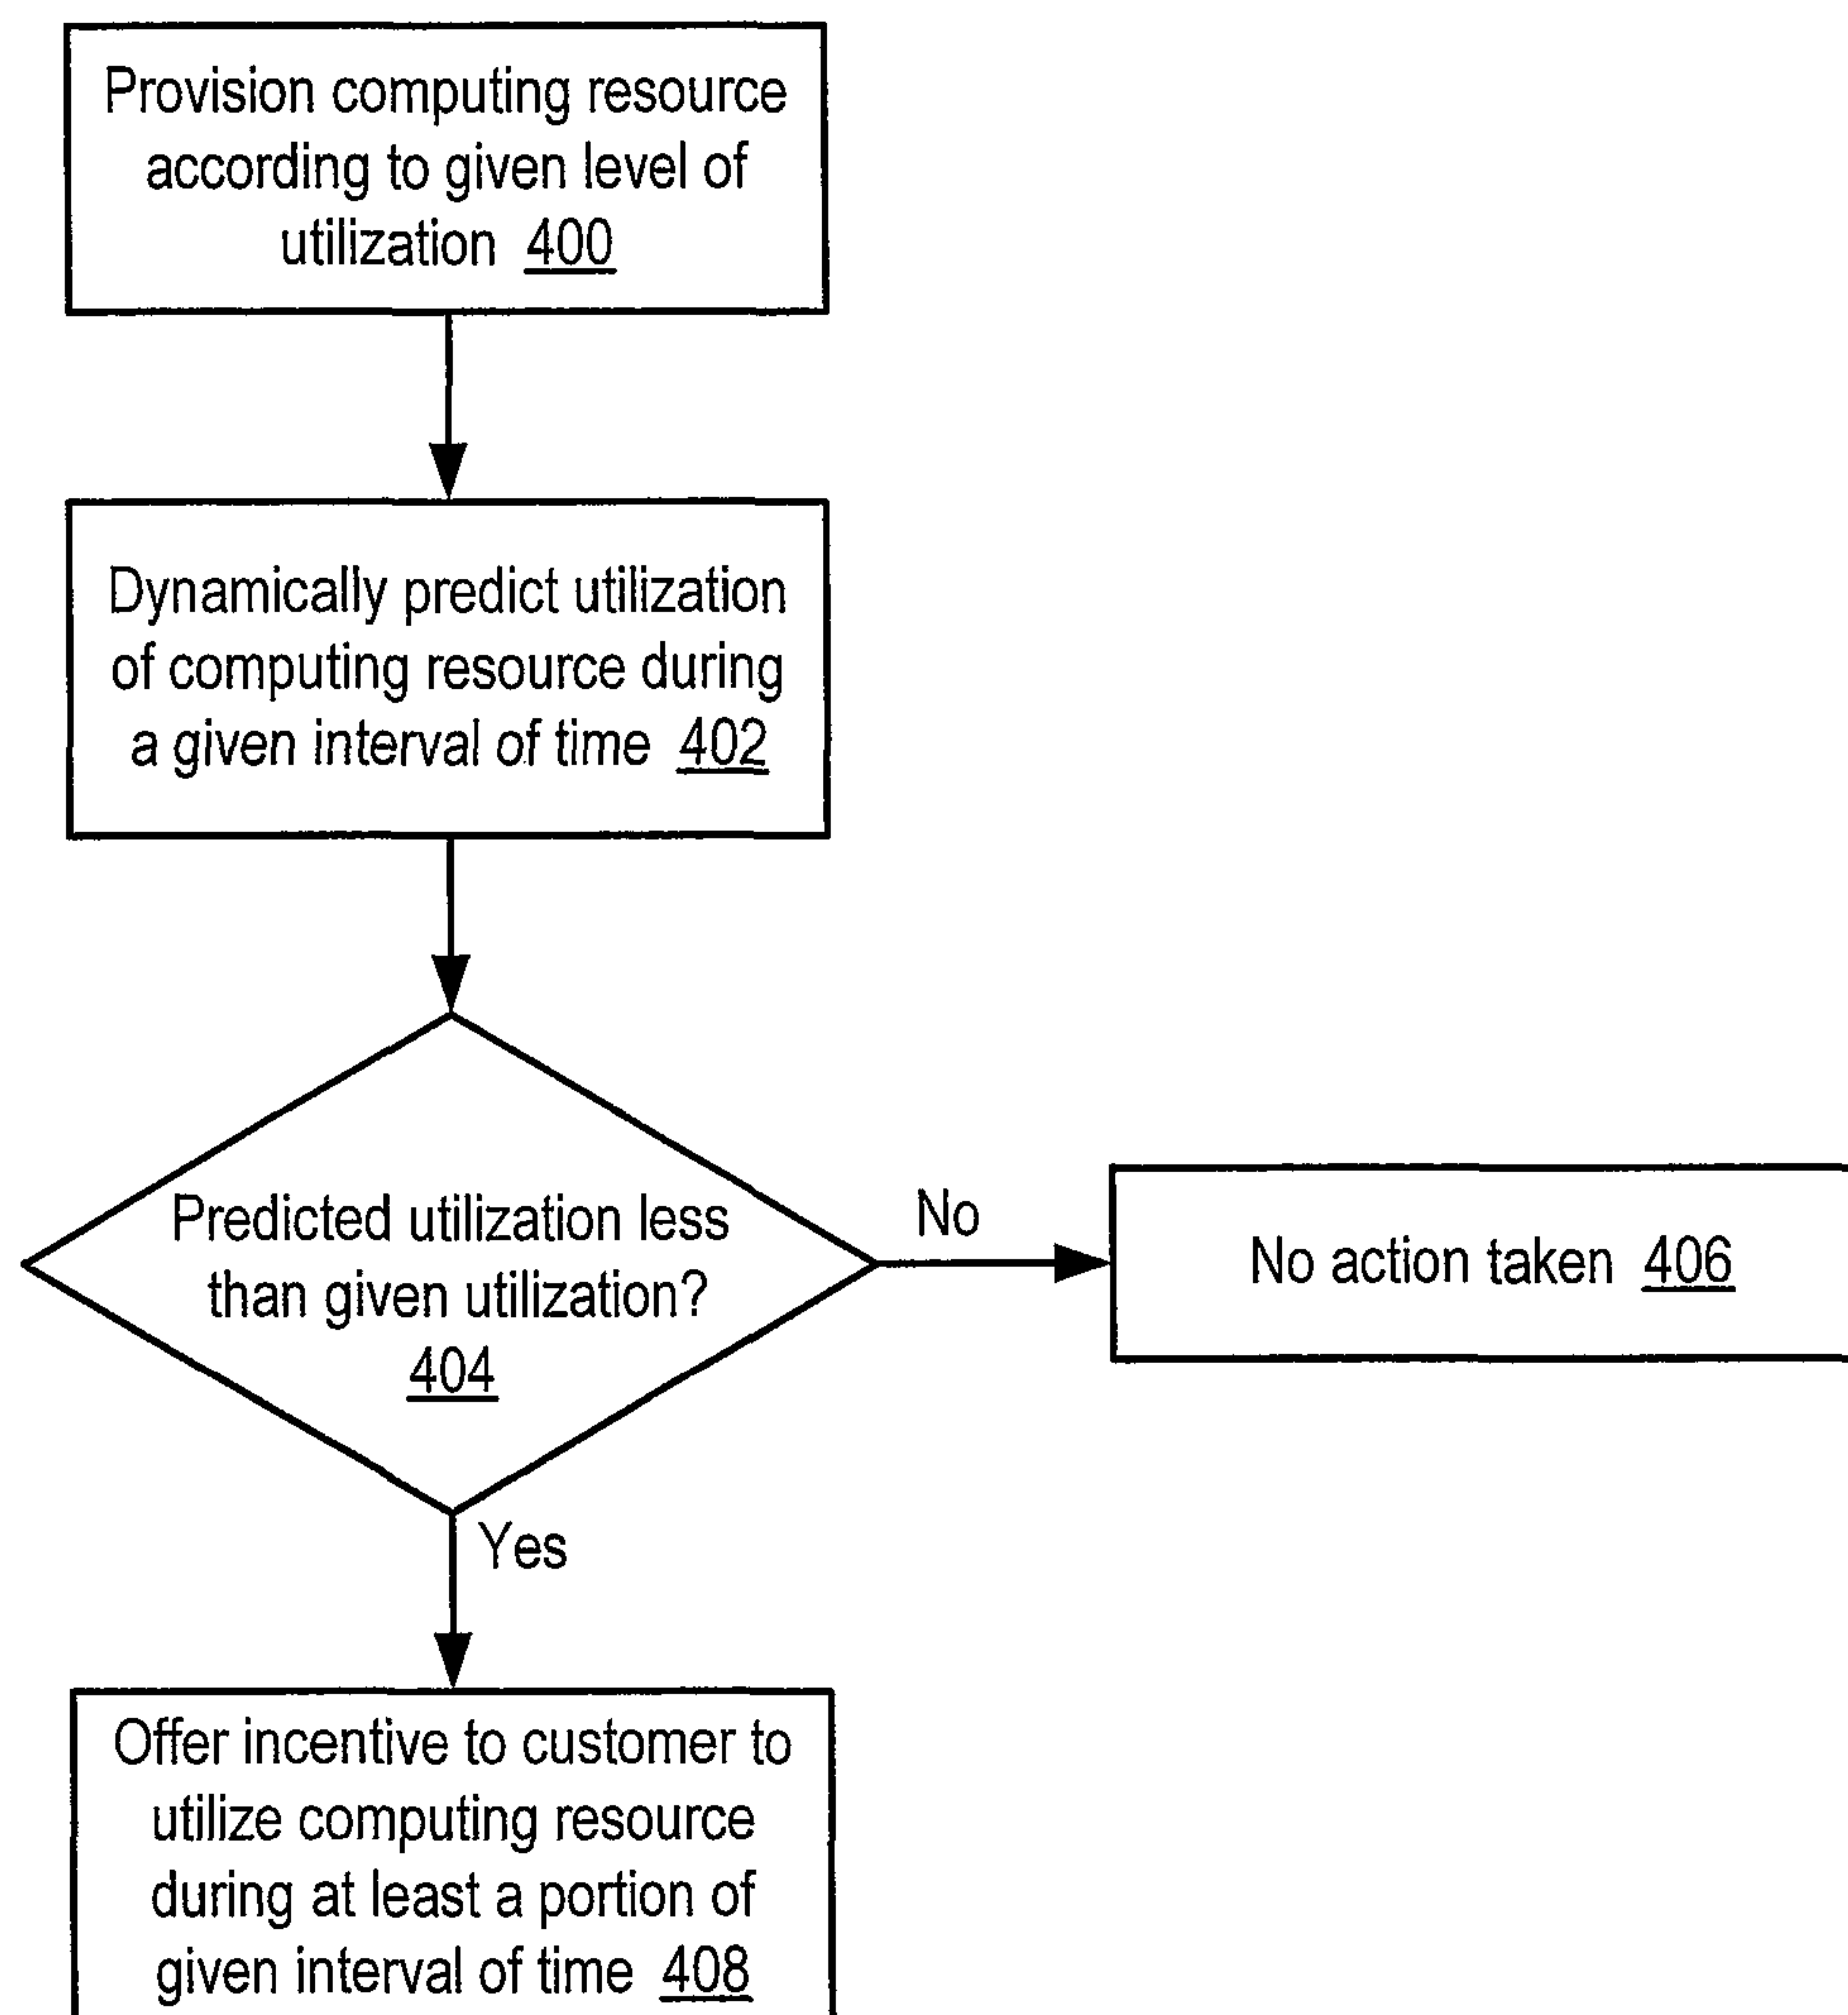 Provision computing resource
according to given level of
utilization 400
Dynamically predict utilization
of computing resource during
a given interval of time 402
Predicted utilization less
than given utilization?
404
No
No action taken 406
Yes
Offer incentive to customer to
utilize computing resource
during at least a portion of
given interval of time 408